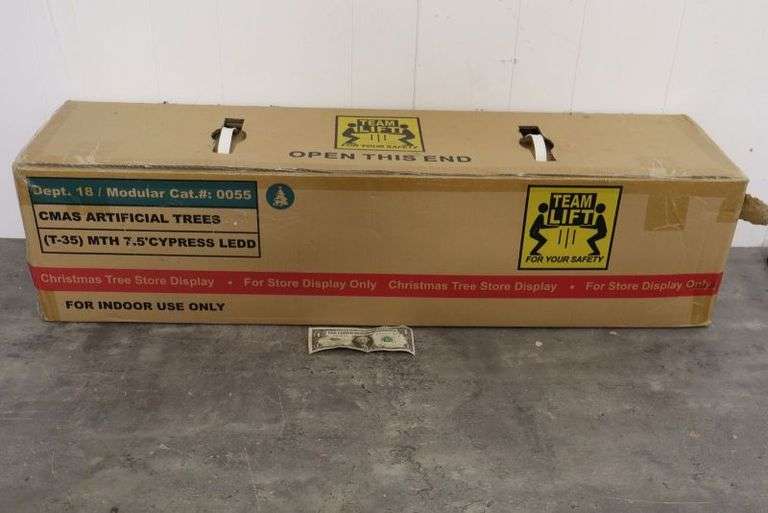 TEAM
LIFT
FOR YOUR SAFETY
OPEN THIS END
Dept. 18 / Modular Cat.#: 0055
CMAS ARTIFICIAL TREES
(T-35) MTH 7.5'CYPRESS LEDD
TEAM
LIFT
FOR YOUR SAFETY
Christmas Tree Store Display • For Store Display Only Christmas Tree Store Display • For Store Display Only
FOR INDOOR USE ONLY